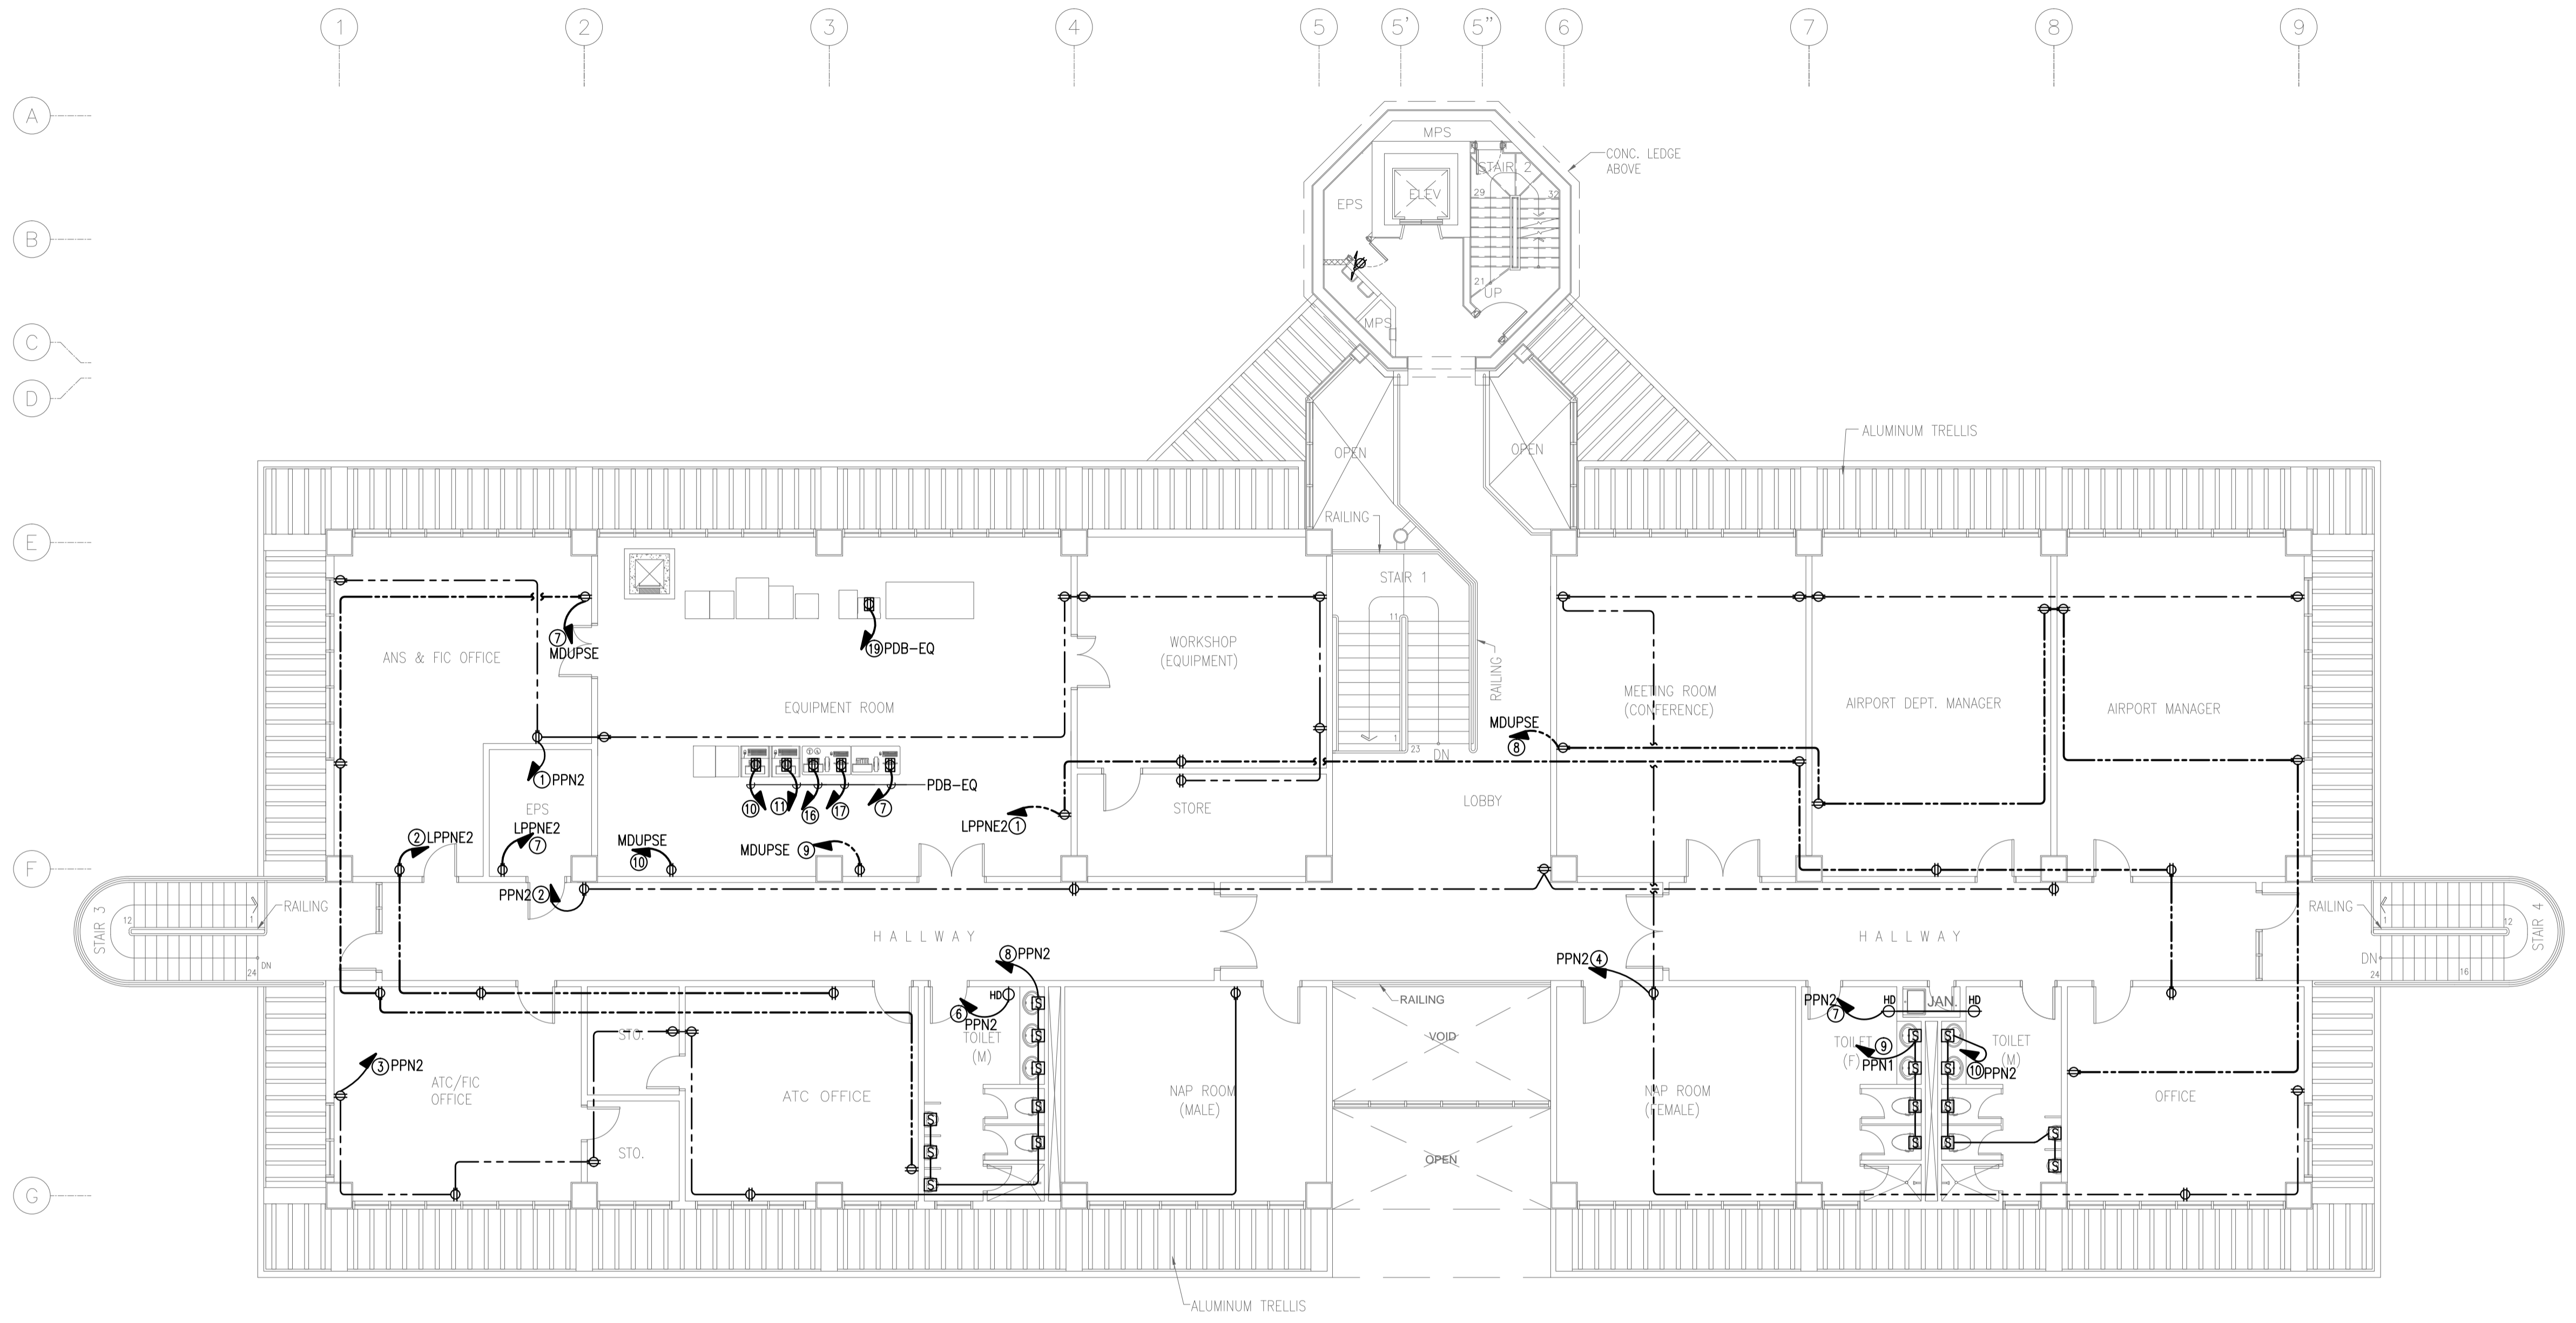 1 2 3 4 5 5' 5" 6 7 8 9
A
MPS
CONC. LEDGE
ABOVE
STAIR 2
29
ELEV
32
EPS
B
21
UP
MPS
C
D
ALUMINUM TRELLIS
OPEN
OPEN
RAILING
E
STAIR 1
11
7
MDUPSE
19 PDB-EQ
ANS & FIC OFFICE
WORKSHOP
(EQUIPMENT)
RAILING
MEETING ROOM
(CONFERENCE)
AIRPORT DEPT. MANAGER
AIRPORT MANAGER
EQUIPMENT ROOM
MDUPSE
8
1
23
DN
1 PPN2
PDB-EQ
10
11
16
17
7
EPS
STORE
LOBBY
LPPNE2
7
LPPNE2 1
2 LPPNE2
MDUPSE
10
MDUPSE 9
F
PPN2 2
STAIR 3
12
1
RAILING
24
DN
HALLWAY
HALLWAY
RAILING
1
12
STAIR 4
DN
24
16
8 PPN2
PPN2 4
HD
6
PPN2
TOILET
(M)
RAILING
PPN2
7
HD
JAN.
HD
STO.
VOID
TOILET
(F)
9
PPN1
TOILET
(M)
10 PPN2
3 PPN2
ATC/FIC
OFFICE
ATC OFFICE
NAP ROOM
(MALE)
NAP ROOM
(FEMALE)
OFFICE
S S S S S S S S
S S S S
S S S S S S
STO.
OPEN
G
ALUMINUM TRELLIS